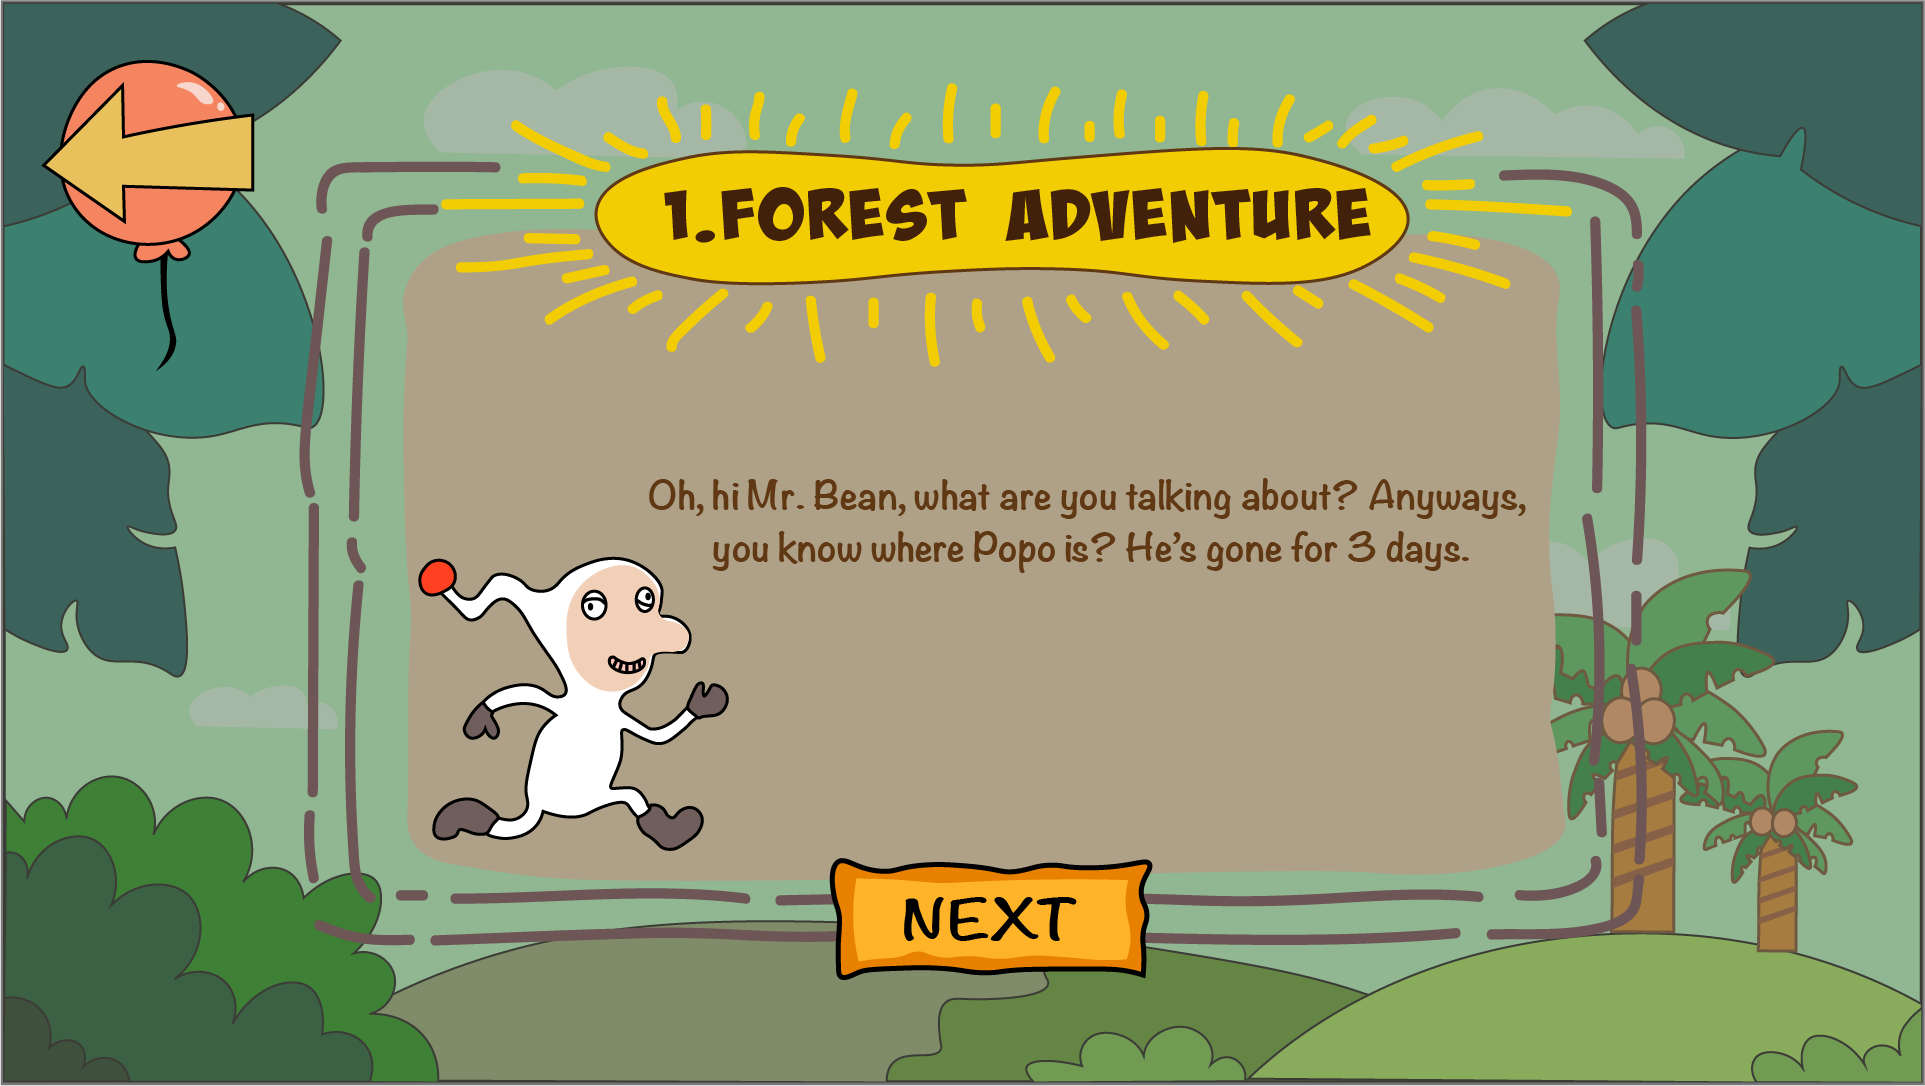 1.FOREST ADVENTURE
Oh, hi Mr. Bean, what are you talking about? Anyways,
you know where Popo is? He's gone for 3 days.
NEXT